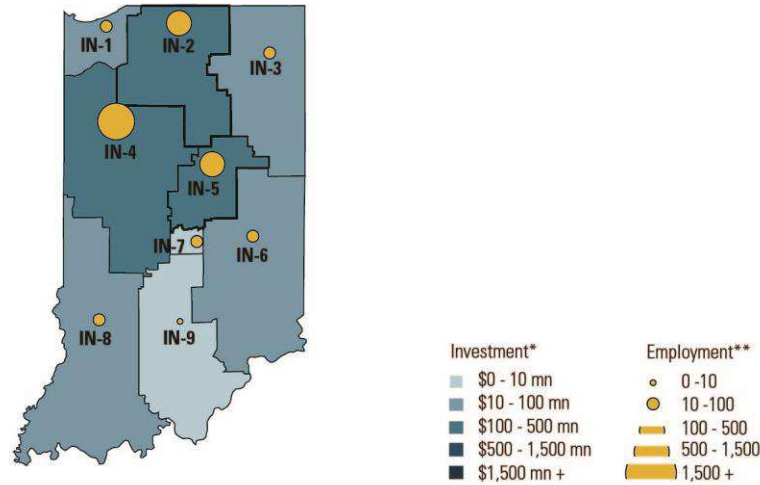 IN-1
IN-2
IN-3
IN-4
IN-5
IN-7
IN-6
IN-8
IN-9
Investment*
$0 - 10 mn
$10 - 100 mn
$100 - 500 mn
$500 - 1,500 mn
$1,500 mn +
Employment**
0 -10
10 -100
100 - 500
500 - 1,500
1,500 +